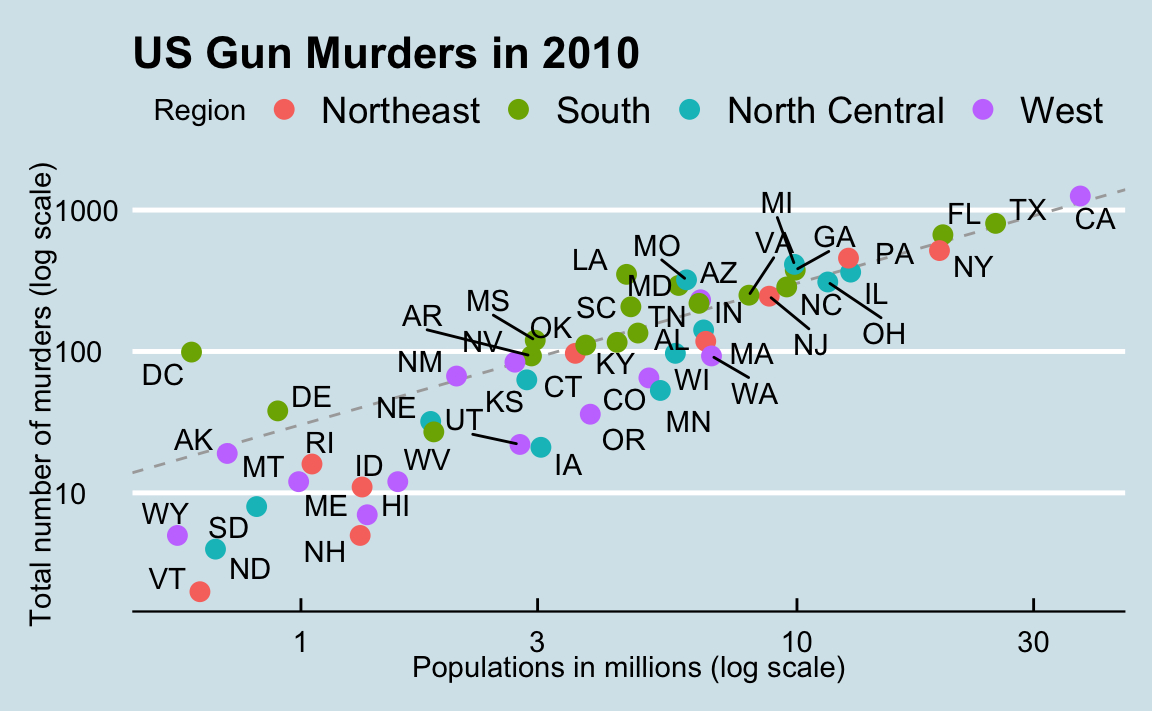 US Gun Murders in 2010
Region Northeast South North Central West
Total number of murders (log scale)
1000
100
10
MI
FL TX
CA
MO VA GA PA
NY
LA AZ
MD
IL
MS SC NC
AR OK TN IN OH
NV AL NJ
NM KY MA
DC CT WI WA
DE KS CO
NE UT MN
OR
AK RI
MT ID WV IA
WY ME HI
SD
NH
ND
VT
1 3 10 30
Populations in millions (log scale)